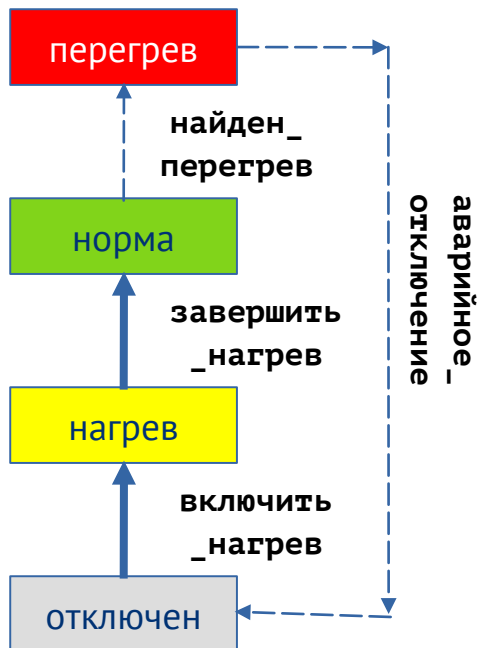 перегрев
найден_
перегрев
аварийное_
отключение
норма
завершить
_нагрев
нагрев
включить
_нагрев
отключен